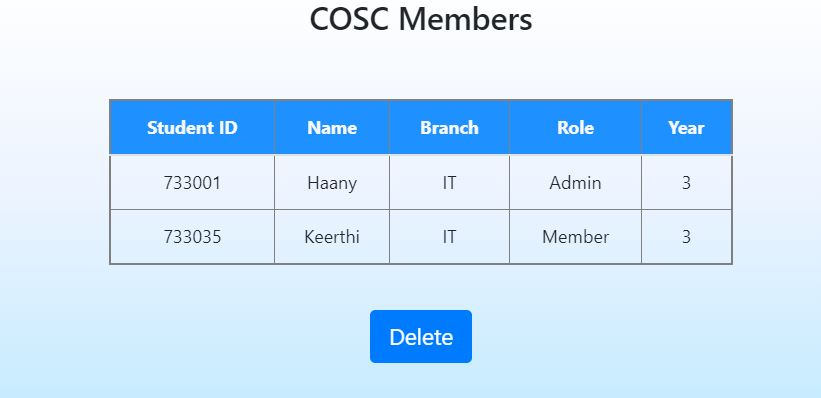 COSC Members
Student ID Name Branch Role Year
733001 Haany IT Admin 3
733035 Keerthi IT Member 3
Delete